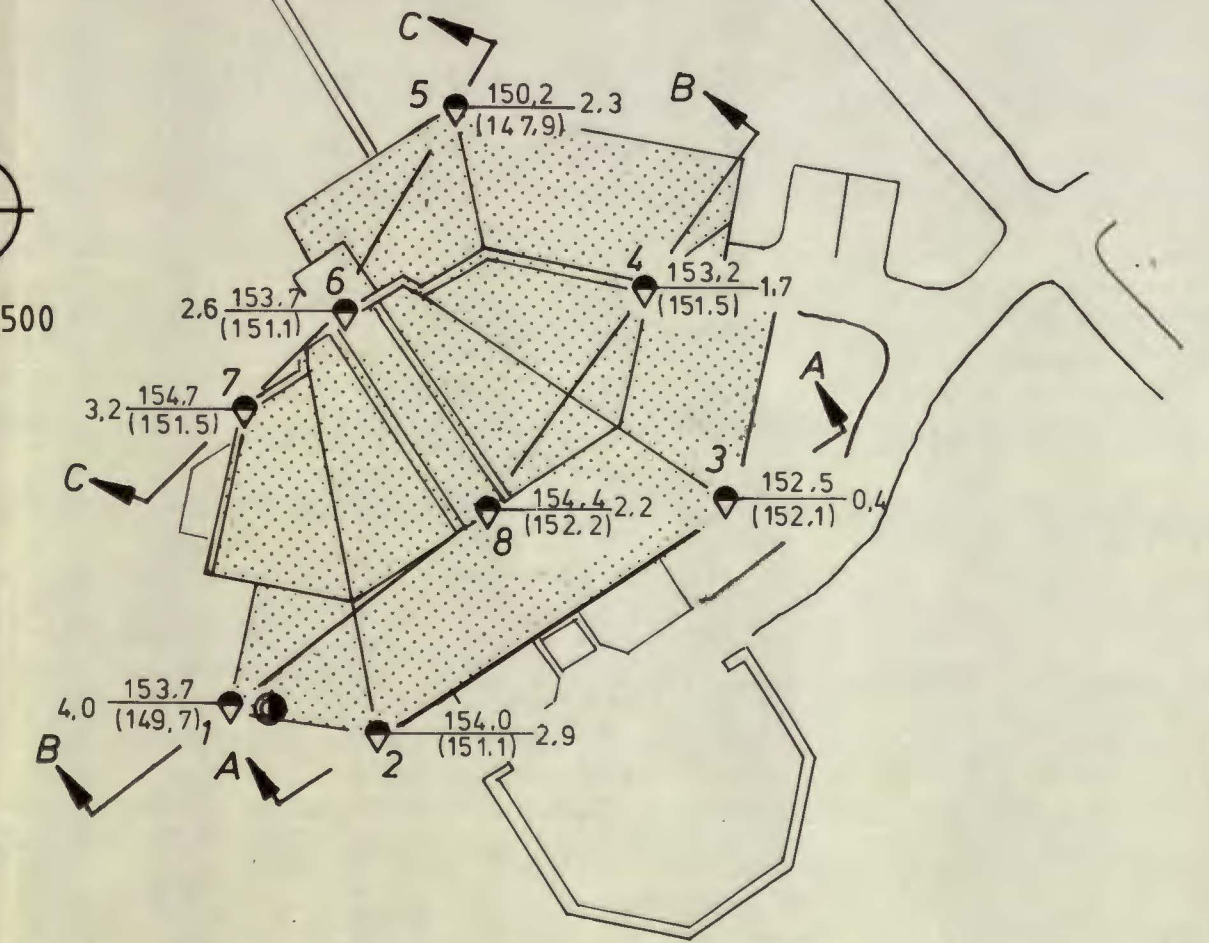 C
5 150,2 2.3
(147,9)
B
4 153,2 1,7
(151.5)
6
2.6 153,7
(151.1)
500
A
7
3,2 154.7
(151.5)
C
3 152,5 0,4
(152.1)
154,4 2,2
8 (152.2)
4,0 153.7
(149,7) 1
B
A
2 154,0 2,9
(151.1)